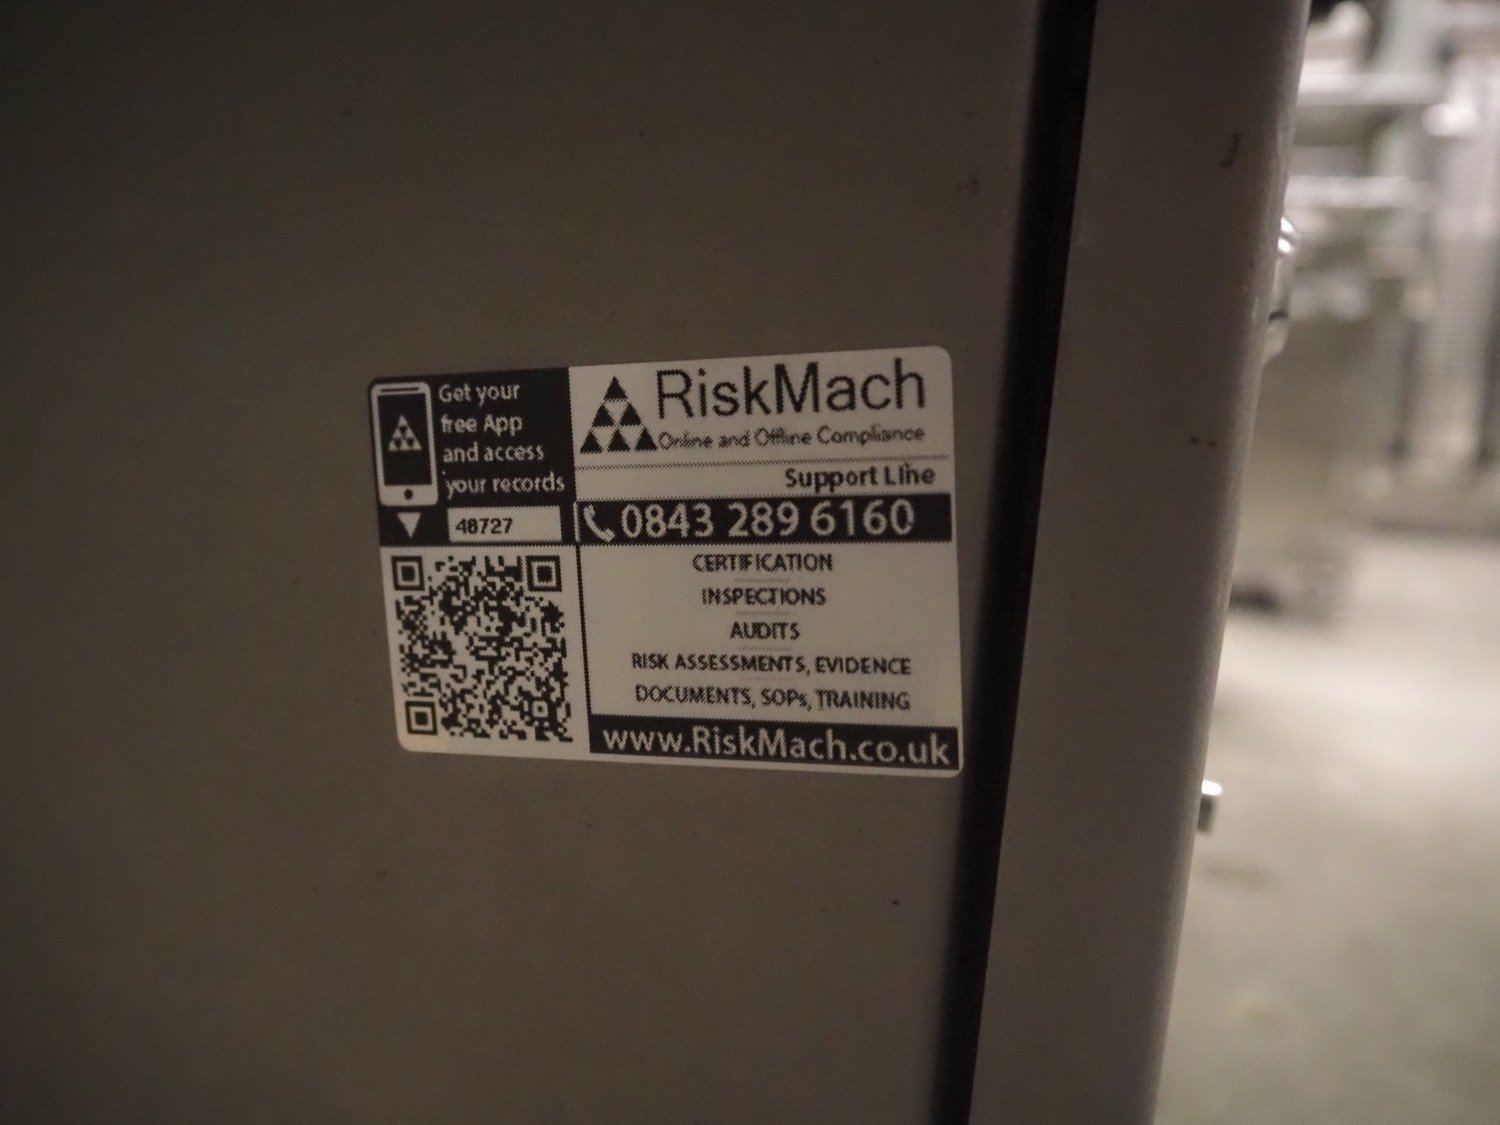 Get your
free App
and access
your records
48727
RiskMach
Online and Offline Compliance
Support Line
0843 289 6160
CERTIFICATION
INSPECTIONS
AUDITS
RISK ASSESSMENTS, EVIDENCE
DOCUMENTS, SOPs, TRAINING
www.RiskMach.co.uk